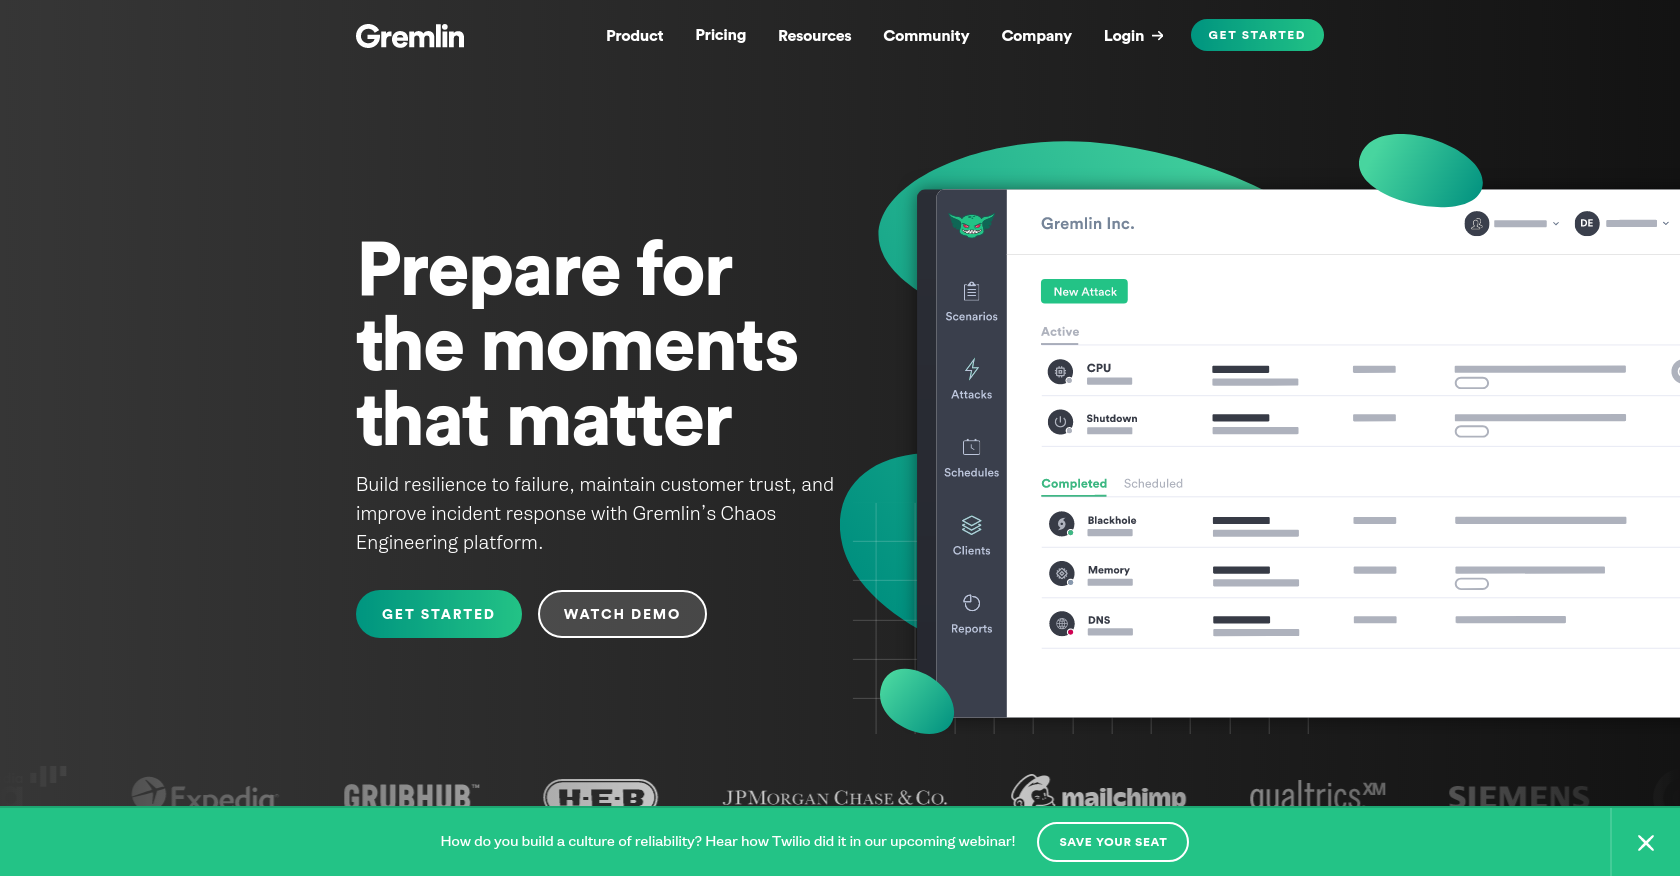 Gremlin
Product Pricing Resources Community Company Login → GET STARTED
Prepare for
the moments
that matter
Build resilience to failure, maintain customer trust, and
improve incident response with Gremlin's Chaos
Engineering platform.
GET STARTED WATCH DEMO
Gremlin Inc.
DE
New Attack
Active
CPU
Shutdown
Completed Scheduled
Blackhole
Memory
DNS
Scenarios
Attacks
Schedules
Clients
Reports
Expedia GRUBHUB™ H-E-B JPMORGAN CHASE & CO. mailchimp qualtrics.XM SIEMENS
How do you build a culture of reliability? Hear how Twilio did it in our upcoming webinar! SAVE YOUR SEAT